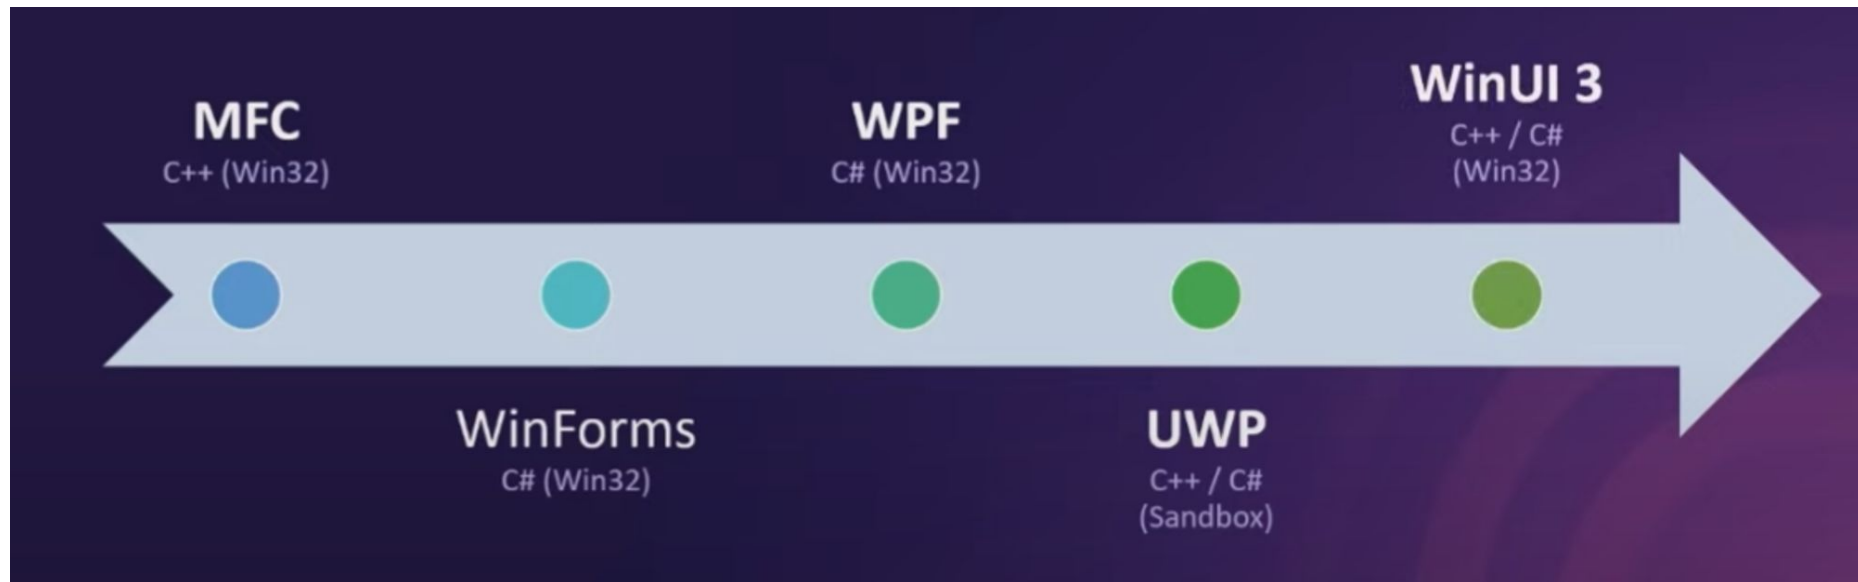 MFC
C++ (Win32)
WinForms
C# (Win32)
WPF
C# (Win32)
UWP
C++ / C#
(Sandbox)
WinUI 3
C++ / C#
(Win32)